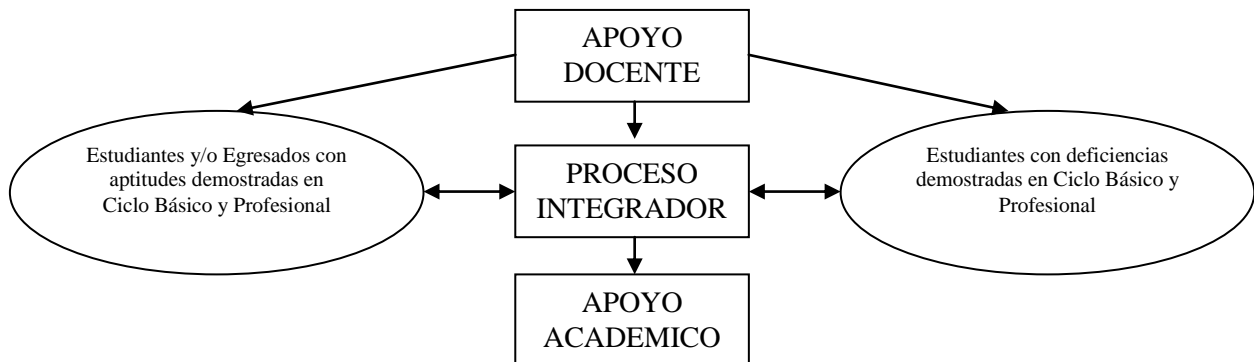 APOYO
DOCENTE
Estudiantes y/o Egresados con
aptitudes demostradas en
Ciclo Básico y Profesional
PROCESO
INTEGRADOR
Estudiantes con deficiencias
demostradas en Ciclo Básico y
Profesional
APOYO
ACADEMICO